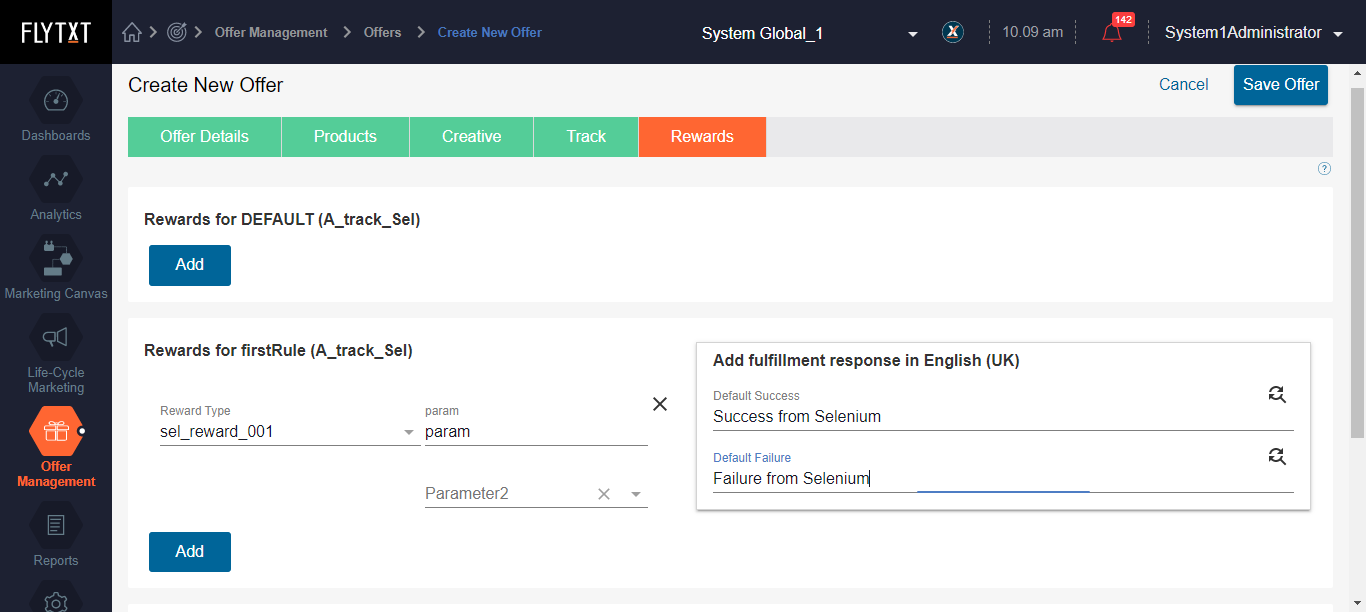 FLYTXT
Offer Management
Offers
Create New Offer
System Global_1
X
10.09 am
142
System1Administrator
Dashboards
Analytics
Marketing Canvas
Life-Cycle
Marketing
Offer
Management
Reports
Create New Offer
Cancel
Save Offer
Offer Details
Products
Creative
Track
Rewards
?
Rewards for DEFAULT (A_track_Sel)
Add
Rewards for firstRule (A_track_Sel)
Reward Type
sel_reward_001
param
param
Parameter2
Add
Add fulfillment response in English (UK)
Default Success
Success from Selenium
Default Failure
Failure from Selenium